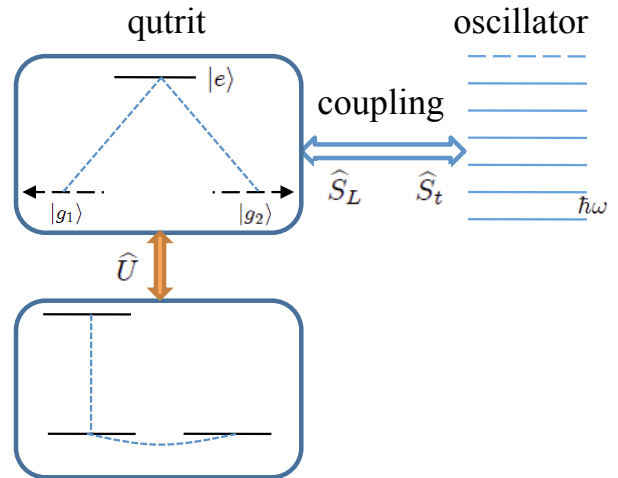 qutrit
oscillator
|e⟩
coupling
|g₁⟩
|g₂⟩
Ŝ_L
Ŝ_t
ħω
Û